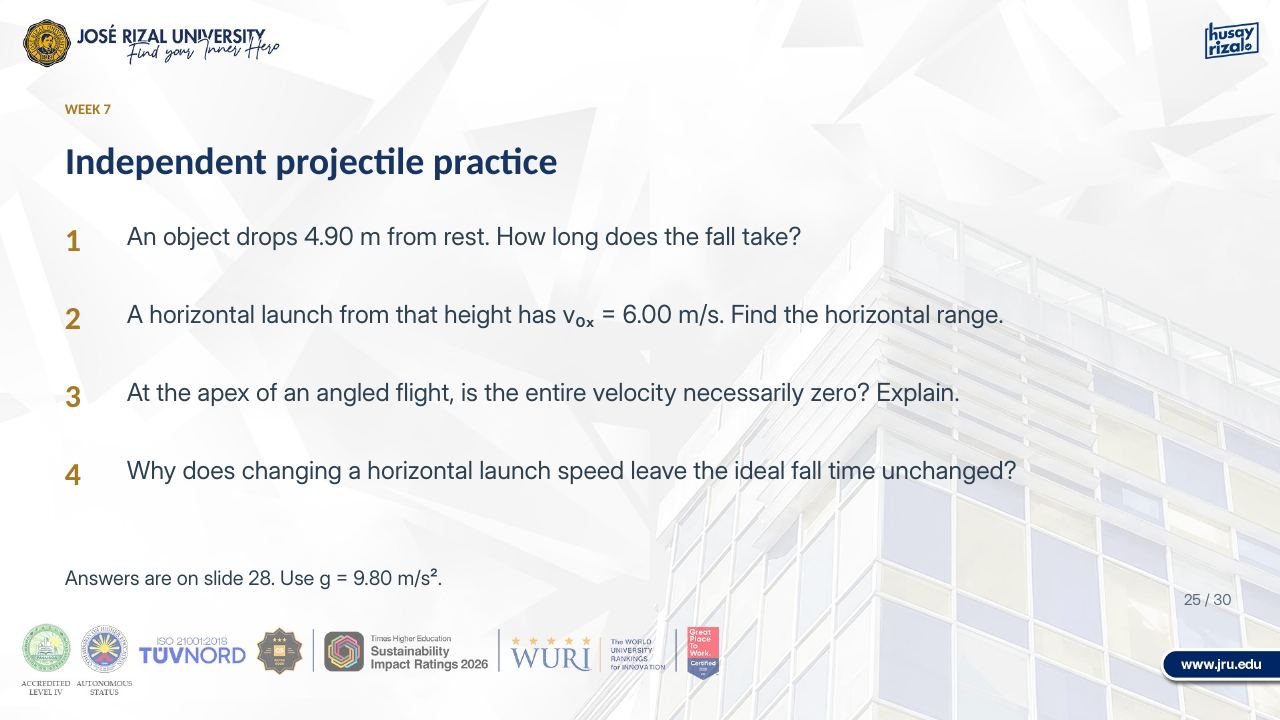 JOSÉ RIZAL UNIVERSITY
Find your Inner Hero
husay
rizal
WEEK 7
Independent projectile practice
1 An object drops 4.90 m from rest. How long does the fall take?
2 A horizontal launch from that height has v₀ₓ = 6.00 m/s. Find the horizontal range.
3 At the apex of an angled flight, is the entire velocity necessarily zero? Explain.
4 Why does changing a horizontal launch speed leave the ideal fall time unchanged?
Answers are on slide 28. Use g = 9.80 m/s².
25 / 30
ACCREDITED
LEVEL IV
AUTONOMOUS
STATUS
ISO 21001:2018
TÜVNORD
Times Higher Education
Sustainability
Impact Ratings 2026
WURI
The WORLD
UNIVERSITY
RANKINGS
for INNOVATION
Great
Place
To
Work.
Certified
www.jru.edu